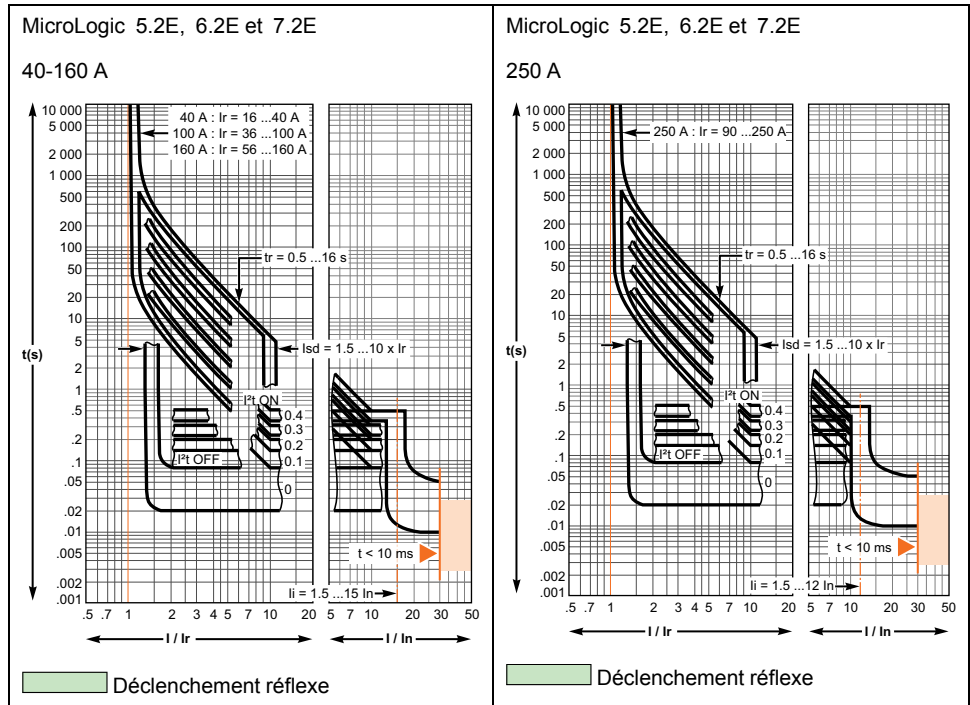 MicroLogic 5.2E, 6.2E et 7.2E
40-160 A
10 000
5 000
2 000
1 000
500
200
100
50
20
10
5
2
1
.5
.2
.1
.05
.02
.01
.005
.002
.001
t(s)
40 A : Ir = 16 ...40 A
100 A : Ir = 36 ...100 A
160 A : Ir = 56 ...160 A
tr = 0.5 ...16 s
Isd = 1.5 ...10 x Ir
I²t ON
0.4
0.3
0.2
0.1
I²t OFF
0
t < 10 ms
Ii = 1.5 ...15 In
.5 .7 1 2 3 4 5 7 10 20
5 7 10 20 30 50
I / Ir
I / In
Déclenchement réflexe
MicroLogic 5.2E, 6.2E et 7.2E
250 A
10 000
5 000
2 000
1 000
500
200
100
50
20
10
5
2
1
.5
.2
.1
.05
.02
.01
.005
.002
.001
t(s)
250 A : Ir = 90 ...250 A
tr = 0.5 ...16 s
Isd = 1.5 ...10 x Ir
I²t ON
0.4
0.3
0.2
0.1
I²t OFF
0
t < 10 ms
Ii = 1.5 ...12 In
.5 .7 1 2 3 4 5 7 10 20
5 7 10 20 30 50
I / Ir
I / In
Déclenchement réflexe